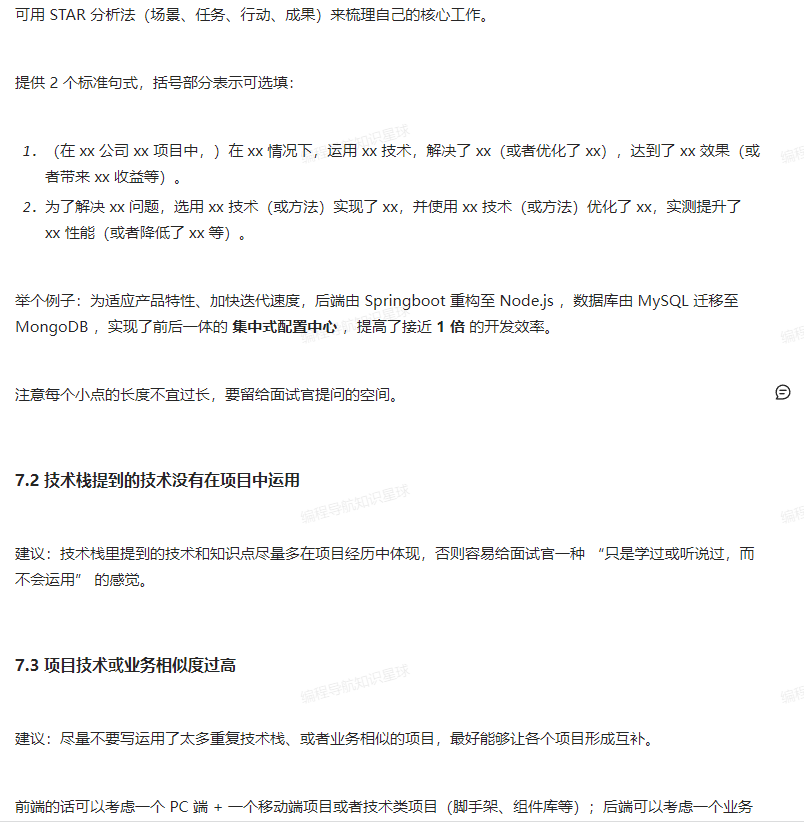 可用 STAR 分析法（场景、任务、行动、成果）来梳理自己的核心工作。
提供 2 个标准句式，括号部分表示可选填：
1. （在 xx 公司 xx 项目中，）在 xx 情况下，运用 xx 技术，解决了 xx（或者优化了 xx），达到了 xx 效果（或
者带来 xx 收益等）。
2. 为了解决 xx 问题，选用 xx 技术（或方法）实现了 xx，并使用 xx 技术（或方法）优化了 xx，实测提升了
xx 性能（或者降低了 xx 等）。
举个例子：为适应产品特性、加快迭代速度，后端由 Springboot 重构至 Node.js ，数据库由 MySQL 迁移至
MongoDB ，实现了前后一体的 集中式配置中心 ，提高了接近 1 倍 的开发效率。
注意每个小点的长度不宜过长，要留给面试官提问的空间。
7.2 技术栈提到的技术没有在项目中运用
编程导航知识星球
建议：技术栈里提到的技术和知识点尽量多在项目经历中体现，否则容易给面试官一种 “只是学过或听说过，而
不会运用” 的感觉。
7.3 项目技术或业务相似度过高
编程导航知识星球
建议：尽量不要写运用了太多重复技术栈、或者业务相似的项目，最好能够让各个项目形成互补。
前端的话可以考虑一个 PC 端 + 一个移动端项目或者技术类项目（脚手架、组件库等）；后端可以考虑一个业务